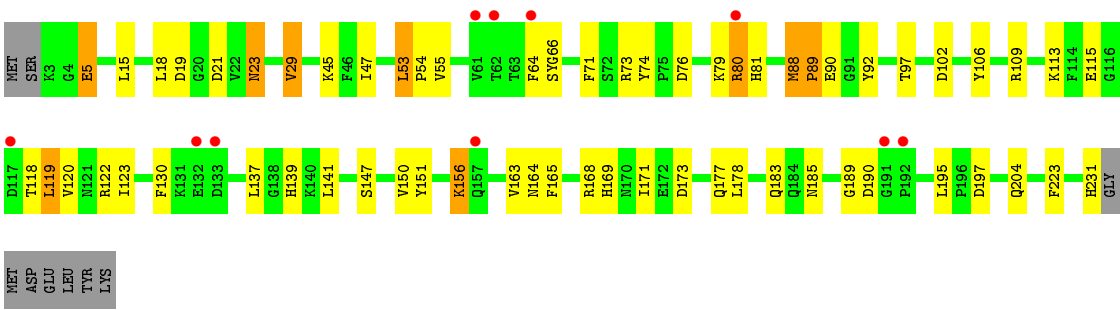 MET SER K3 G4 E5 L15 L18 D19 G20 D21 V22 N23 V29 K45 F46 I47 L53 P54 V55 V61 T62 T63 F64 SYG66 F71 S72 R73 Y74 P75 D76 K79 R80 H81 M88 P89 E90 G91 Y92 T97 D102 Y106 R109 K113 F114 E115 G116
D117 T118 L119 V120 N121 R122 I123 F130 K131 E132 D133 L137 G138 H139 K140 L141 S147 V150 Y151 K156 Q157 V163 N164 F165 R168 H169 N170 I171 E172 D173 Q177 L178 Q183 Q184 N185 G189 D190 G191 P192 L195 P196 D197 Q204 F223 H231 GLY
MET ASP GLU LEU TYR LYS